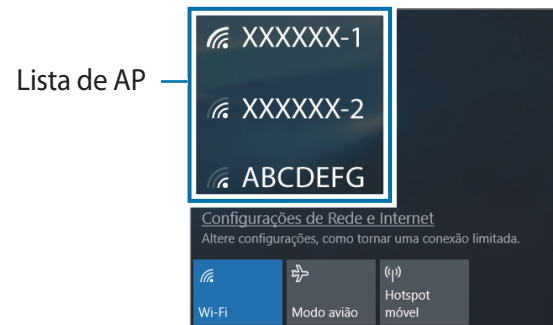 XXXXXX-1
Lista de AP
XXXXXX-2
ABCDEFG
Configurações de Rede e Internet
Altere configurações, como tornar uma conexão limitada.
Wi-Fi
Modo avião
Hotspot
móvel